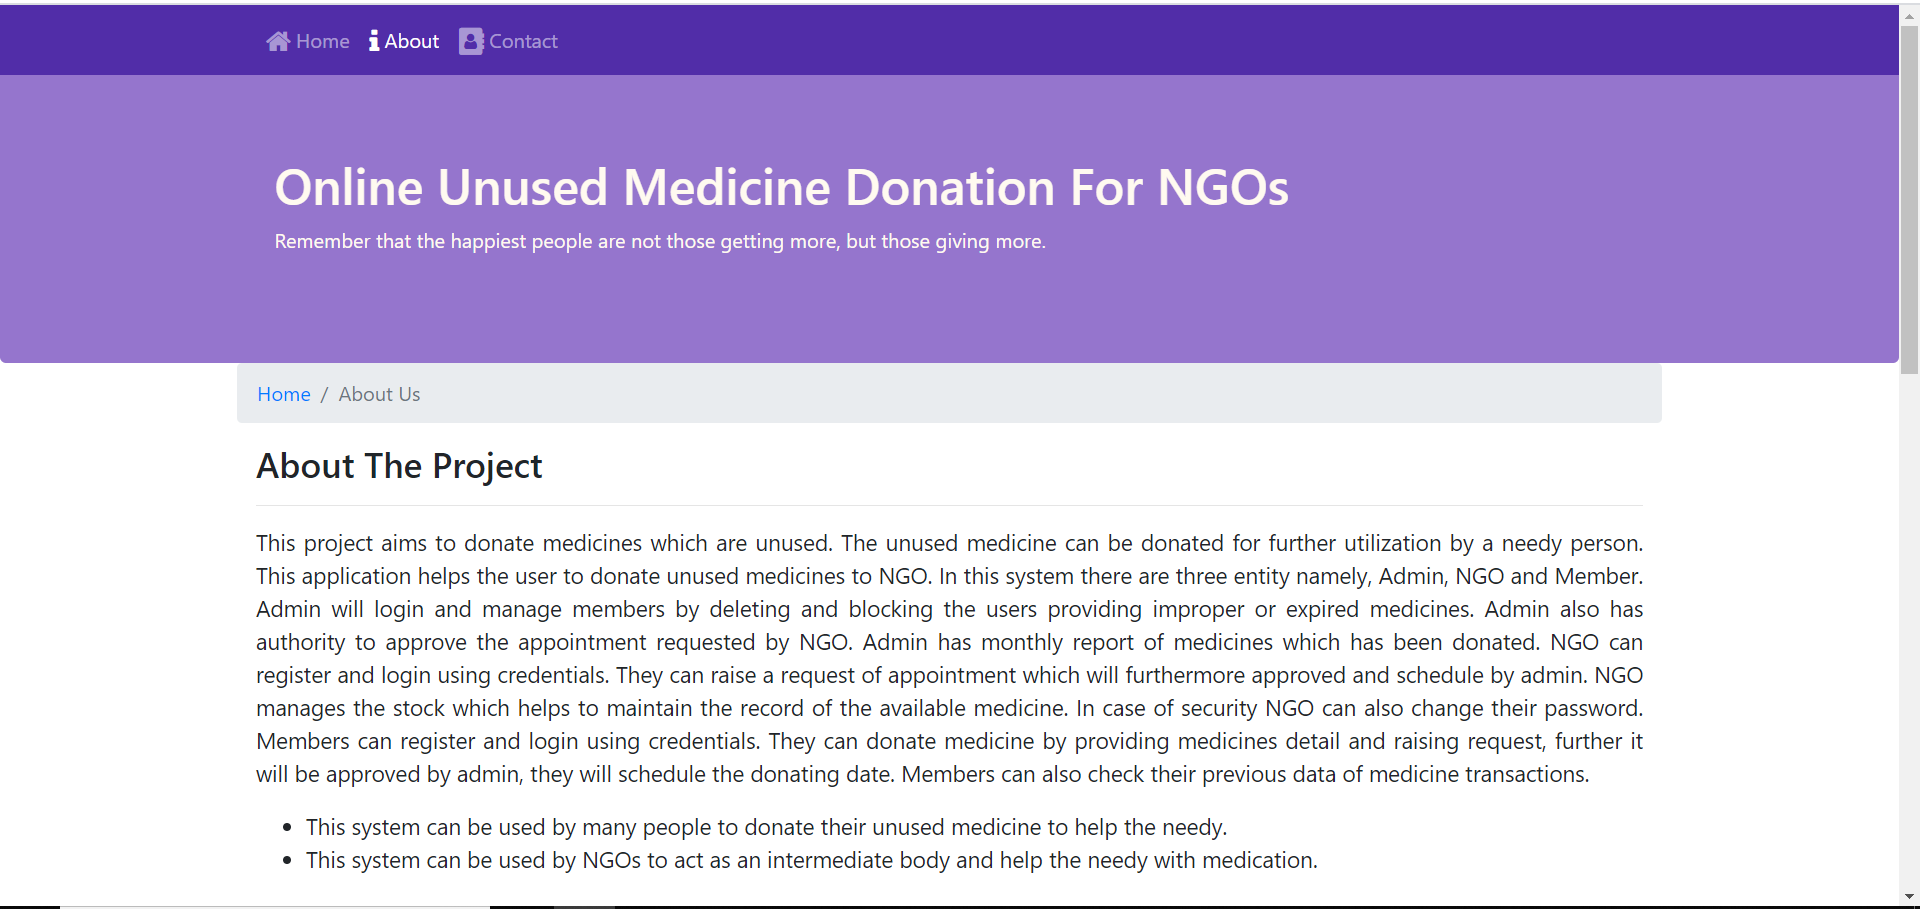 Home About Contact
Online Unused Medicine Donation For NGOs
Remember that the happiest people are not those getting more, but those giving more.
Home / About Us
About The Project
This project aims to donate medicines which are unused. The unused medicine can be donated for further utilization by a needy person.
This application helps the user to donate unused medicines to NGO. In this system there are three entity namely, Admin, NGO and Member.
Admin will login and manage members by deleting and blocking the users providing improper or expired medicines. Admin also has
authority to approve the appointment requested by NGO. Admin has monthly report of medicines which has been donated. NGO can
register and login using credentials. They can raise a request of appointment which will furthermore approved and schedule by admin. NGO
manages the stock which helps to maintain the record of the available medicine. In case of security NGO can also change their password.
Members can register and login using credentials. They can donate medicine by providing medicines detail and raising request, further it
will be approved by admin, they will schedule the donating date. Members can also check their previous data of medicine transactions.
• This system can be used by many people to donate their unused medicine to help the needy.
• This system can be used by NGOs to act as an intermediate body and help the needy with medication.